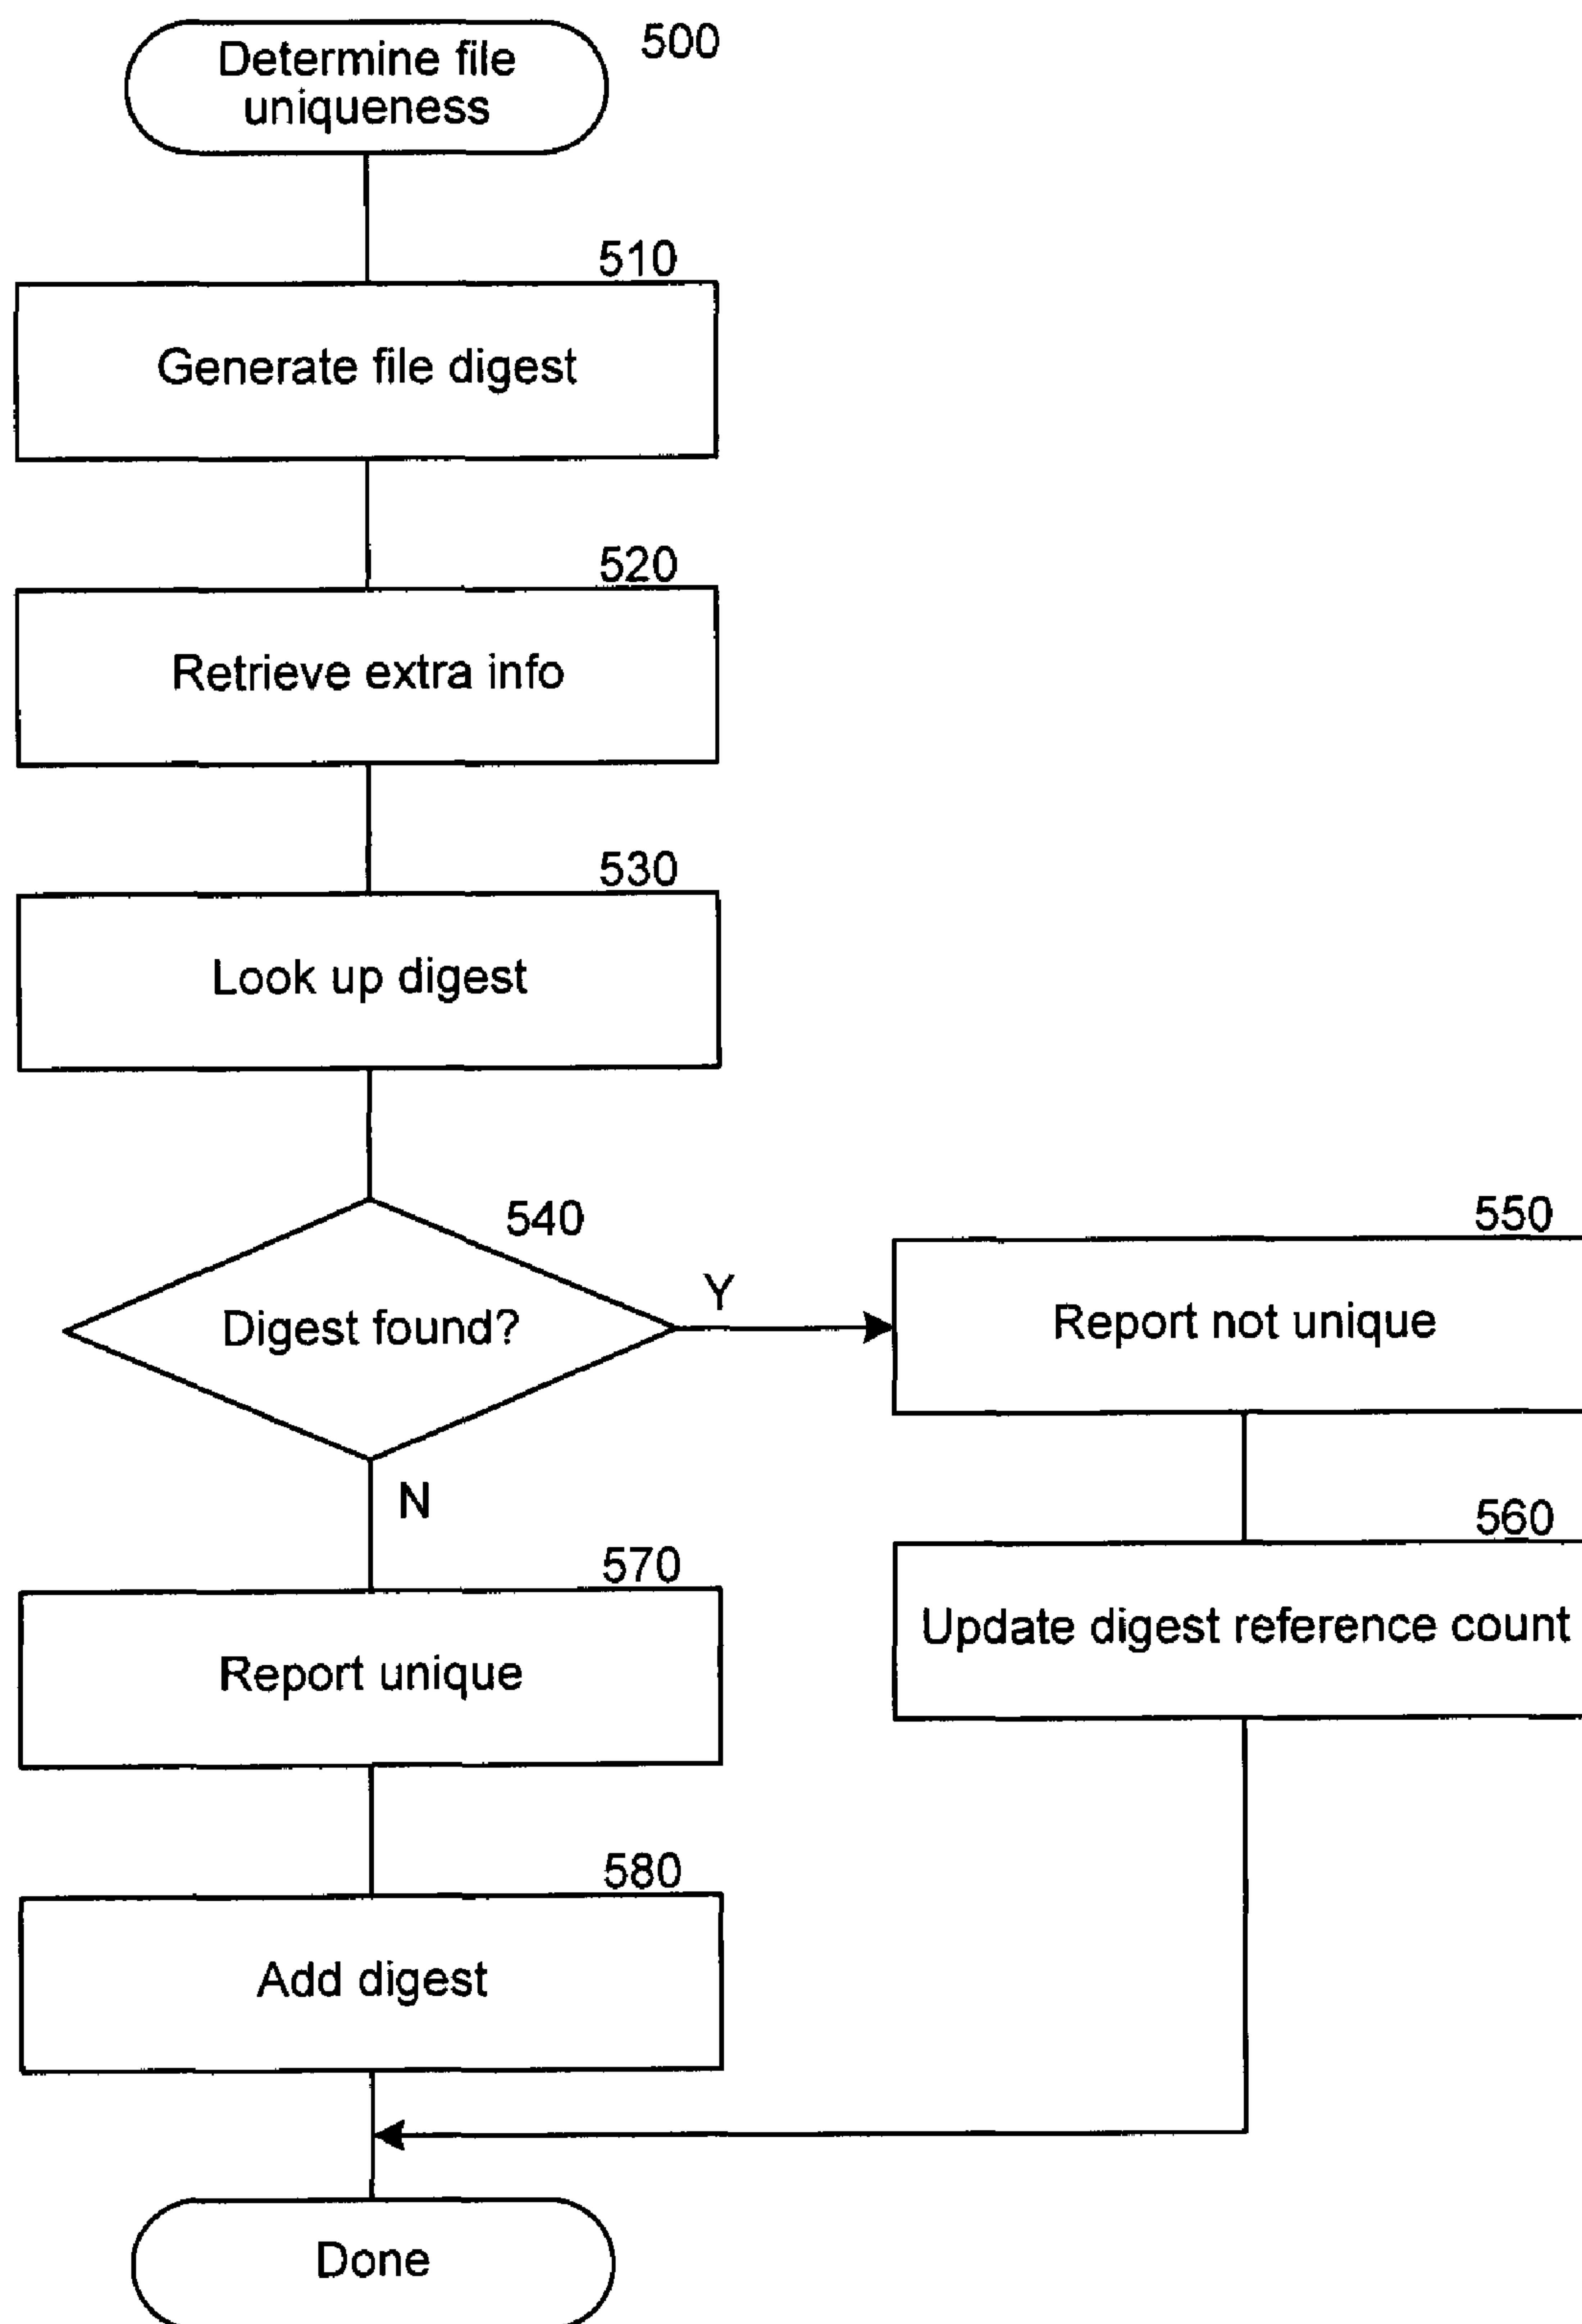 Determine file
uniqueness
500
510
Generate file digest
520
Retrieve extra info
530
Look up digest
540
Digest found?
Y
550
Report not unique
N
560
Update digest reference count
570
Report unique
580
Add digest
Done